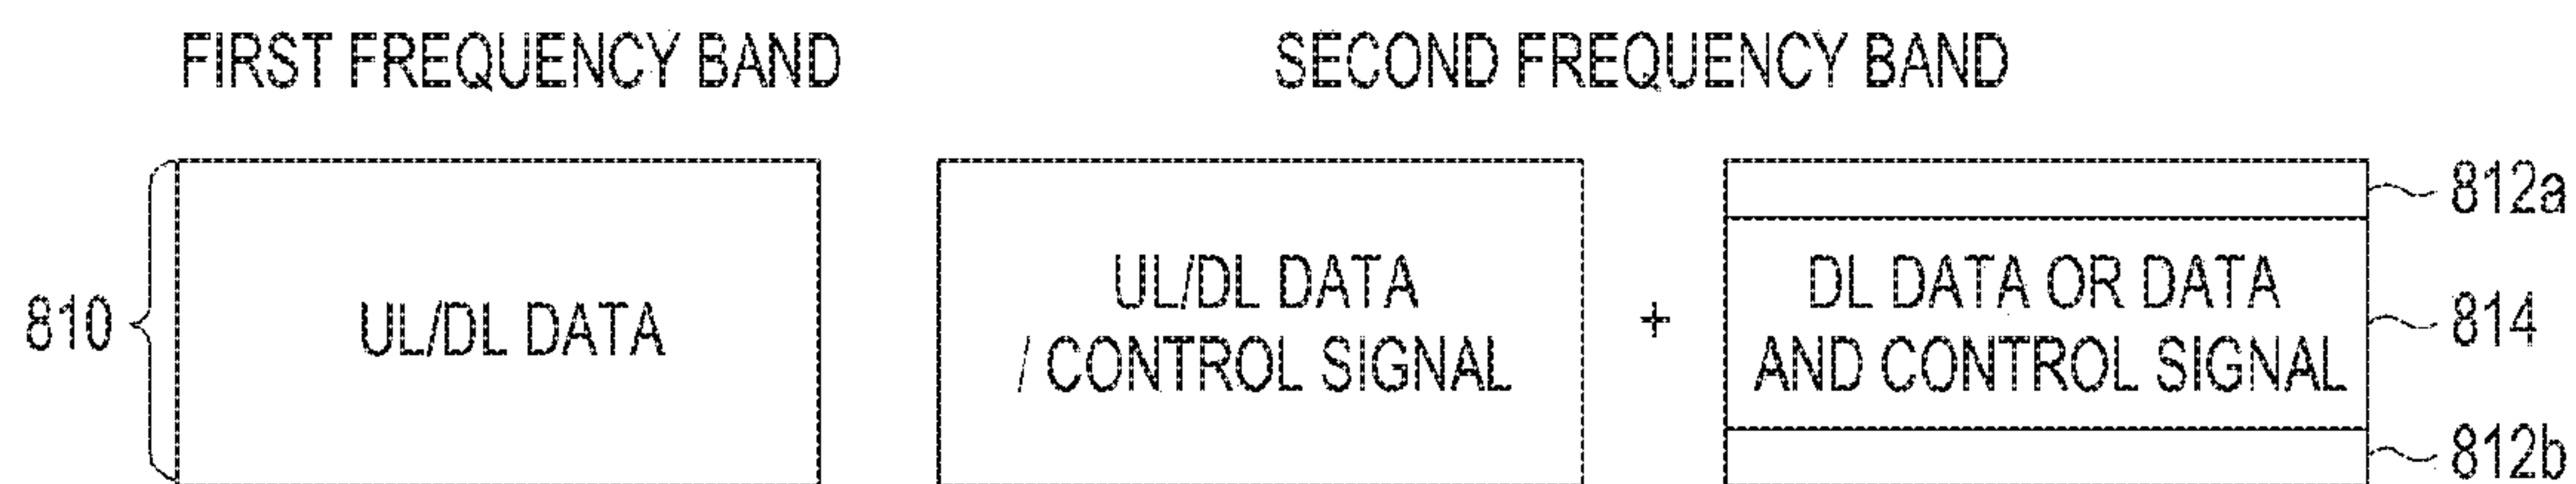 FIRST FREQUENCY BAND
SECOND FREQUENCY BAND
810
UL/DL DATA
UL/DL DATA
/ CONTROL SIGNAL
+
DL DATA OR DATA
AND CONTROL SIGNAL
812a
814
812b